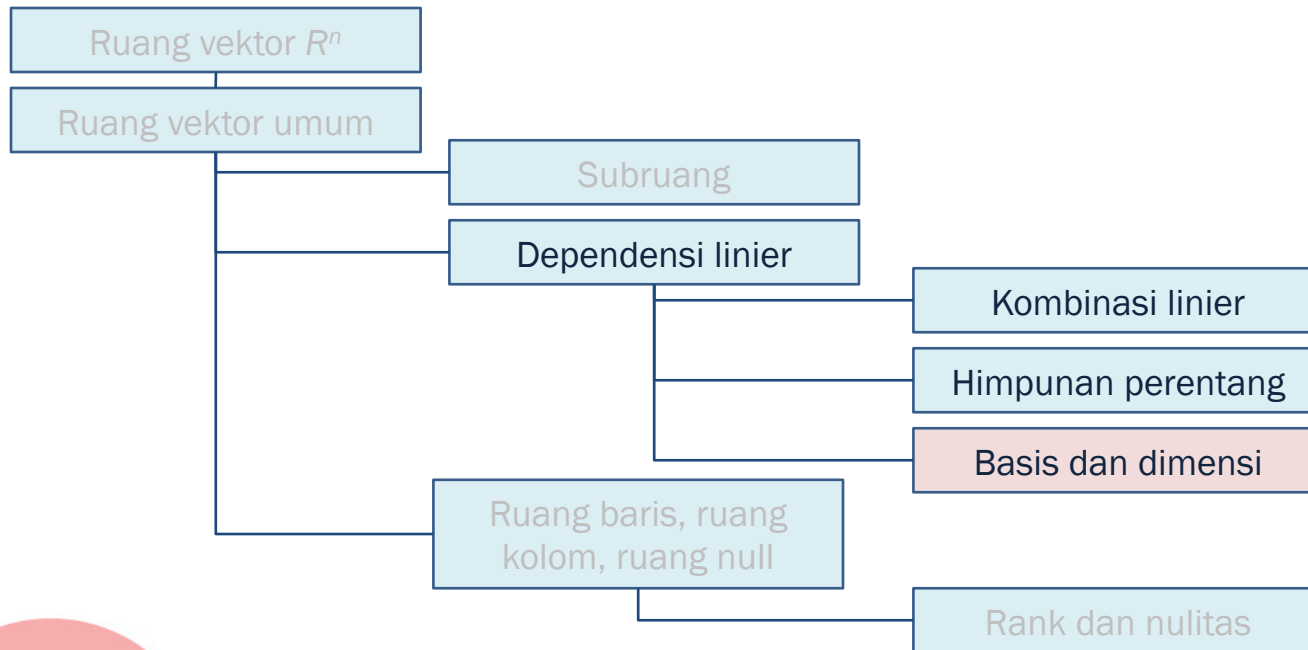 Ruang vektor Rⁿ
Ruang vektor umum
Subruang
Dependensi linier
Kombinasi linier
Himpunan perentang
Basis dan dimensi
Ruang baris, ruang
kolom, ruang null
Rank dan nulitas